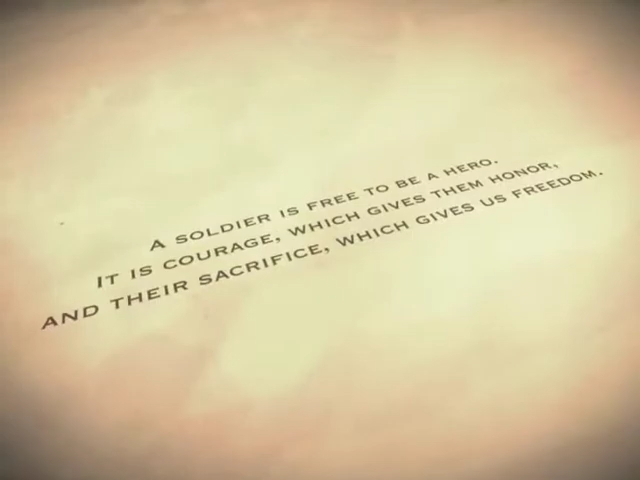 A SOLDIER IS FREE TO BE A HERO.
IT IS COURAGE, WHICH GIVES THEM HONOR,
AND THEIR SACRIFICE, WHICH GIVES US FREEDOM.